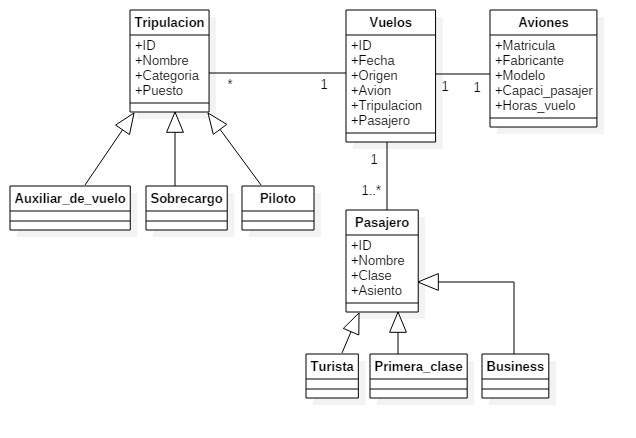 Tripulacion
+ID
+Nombre
+Categoria
+Puesto
Vuelos
+ID
+Fecha
+Origen
+Avion
+Tripulacion
+Pasajero
Aviones
+Matricula
+Fabricante
+Modelo
+Capaci_pasajer
+Horas_vuelo
*
1
1
1
1
1..*
Auxiliar_de_vuelo
Sobrecargo
Piloto
Pasajero
+ID
+Nombre
+Clase
+Asiento
Turista
Primera_clase
Business